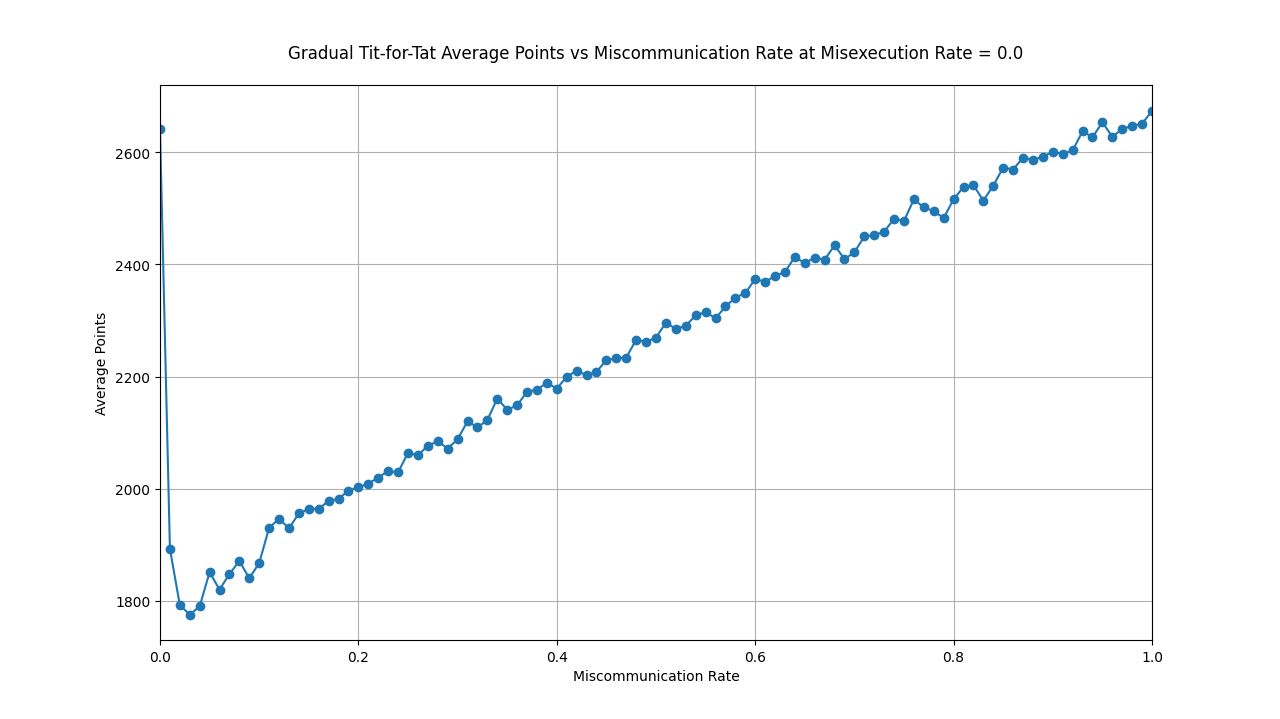 Gradual Tit-for-Tat Average Points vs Miscommunication Rate at Misexecution Rate = 0.0
2600
2400
2200
2000
1800
Average Points
0.0 0.2 0.4 0.6 0.8 1.0
Miscommunication Rate